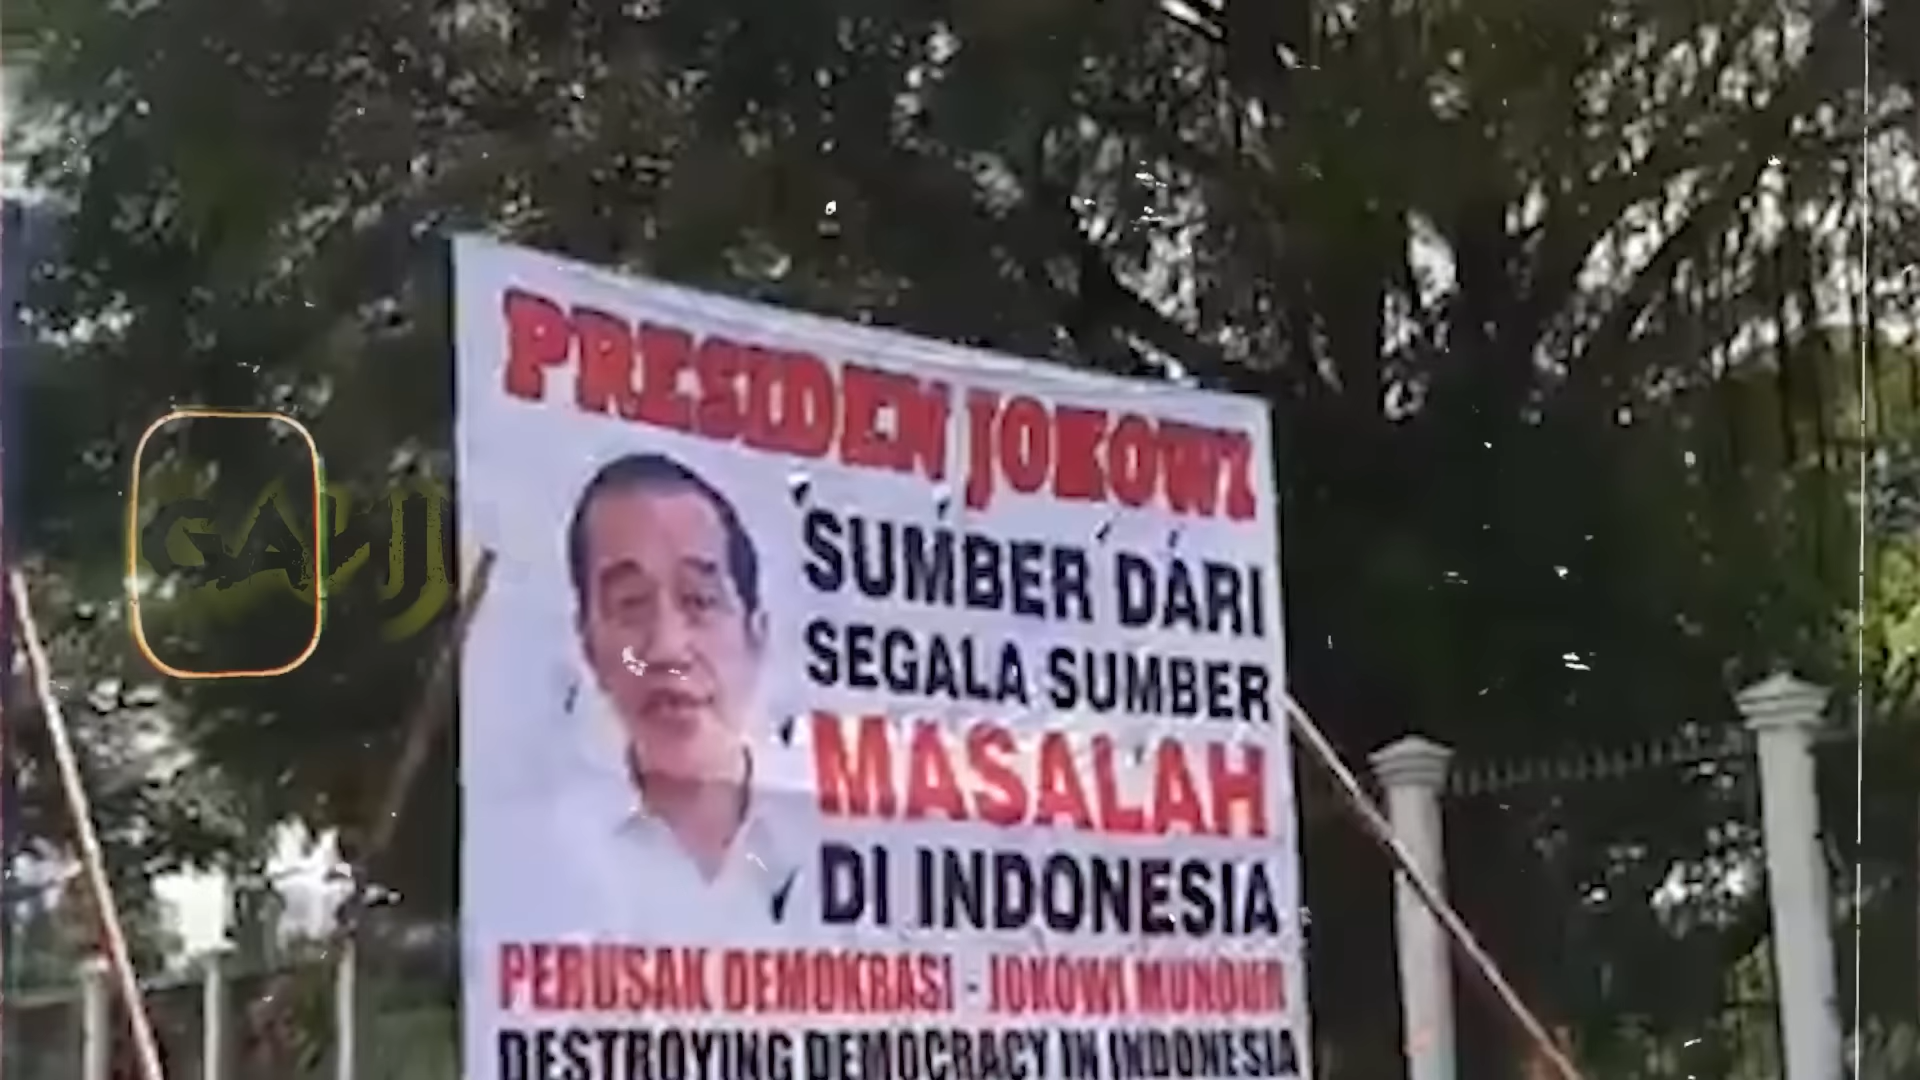 PRESIDEN JOKOWI
SUMBER DARI
SEGALA SUMBER
MASALAH
DI INDONESIA
PERUSAK DEMOKRASI - JOKOWI MUNDUR
DESTROYING DEMOCRACY IN INDONESIA